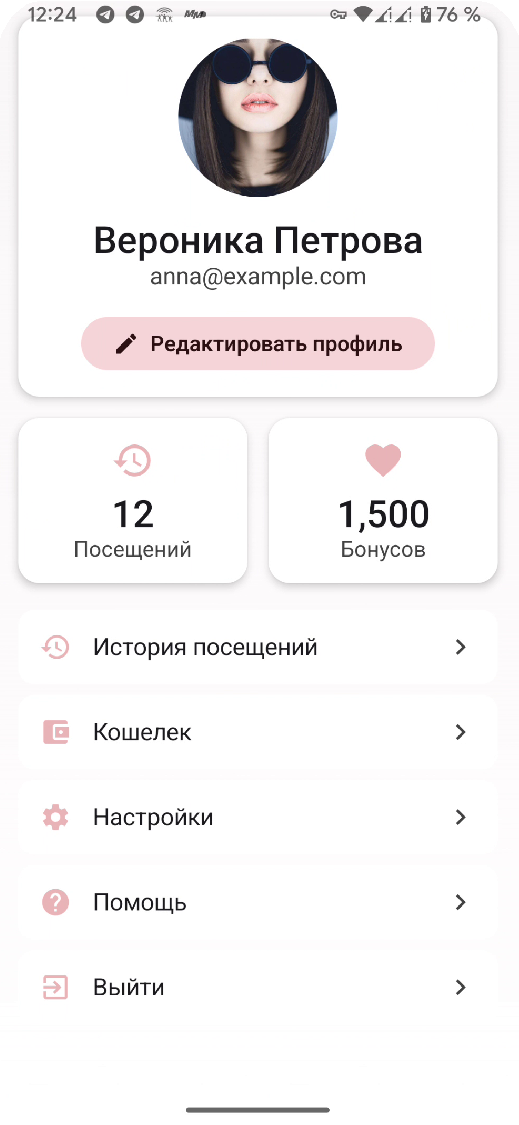 12:24 76 %
Вероника Петрова
anna@example.com
Редактировать профиль
12
Посещений
1,500
Бонусов
История посещений
Кошелек
Настройки
Помощь
Выйти